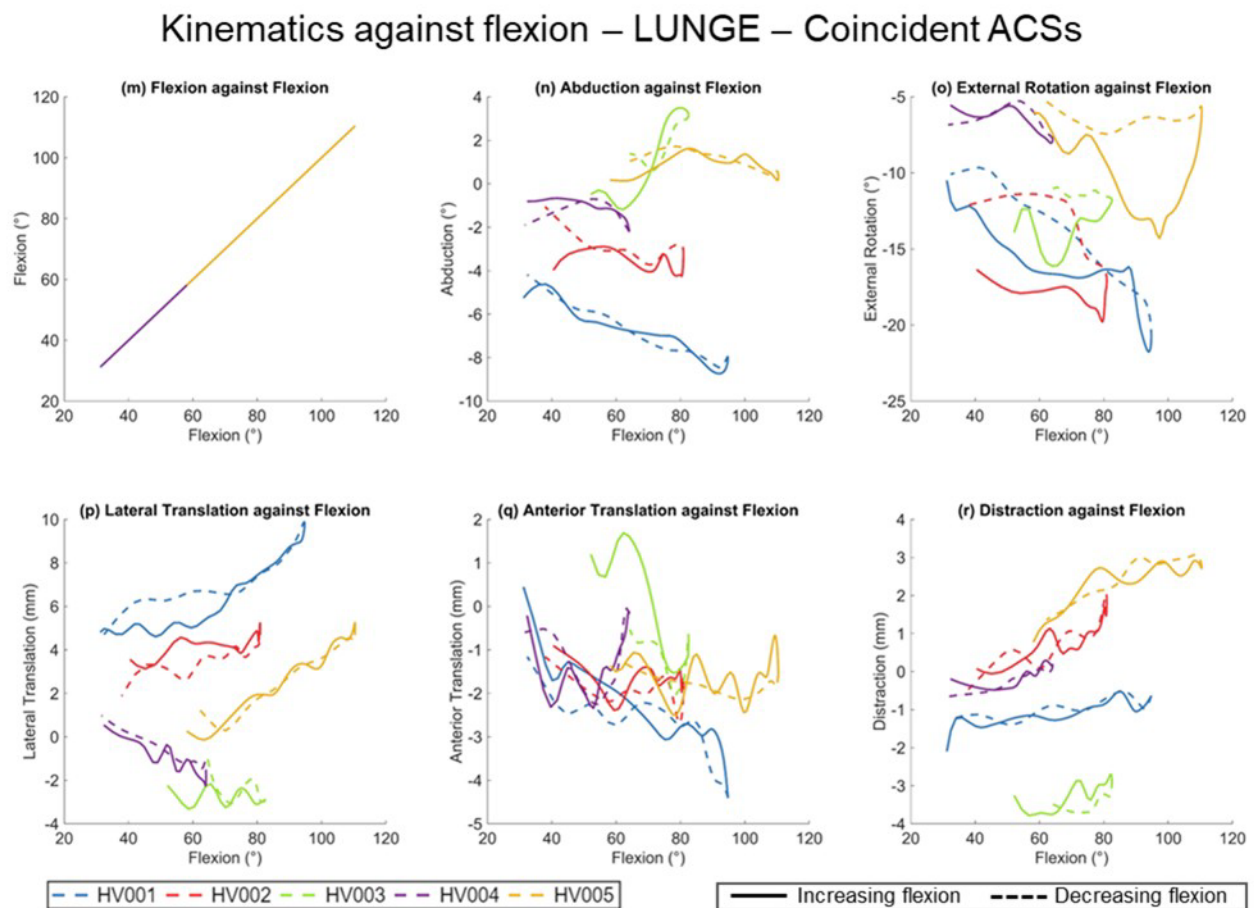 Kinematics against flexion – LUNGE – Coincident ACSs
(m) Flexion against Flexion
120
100
80
60
40
20
Flexion (°)
20 40 60 80 100 120
Flexion (°)
(n) Abduction against Flexion
4
2
0
-2
-4
-6
-8
-10
Abduction (°)
20 40 60 80 100 120
Flexion (°)
(o) External Rotation against Flexion
-5
-10
-15
-20
-25
External Rotation (°)
20 40 60 80 100 120
Flexion (°)
(p) Lateral Translation against Flexion
10
8
6
4
2
0
-2
-4
Lateral Translation (mm)
20 40 60 80 100 120
Flexion (°)
(q) Anterior Translation against Flexion
2
1
0
-1
-2
-3
-4
-5
Anterior Translation (mm)
20 40 60 80 100 120
Flexion (°)
(r) Distraction against Flexion
4
3
2
1
0
-1
-2
-3
-4
Distraction (mm)
20 40 60 80 100 120
Flexion (°)
HV001 HV002 HV003 HV004 HV005
Increasing flexion Decreasing flexion